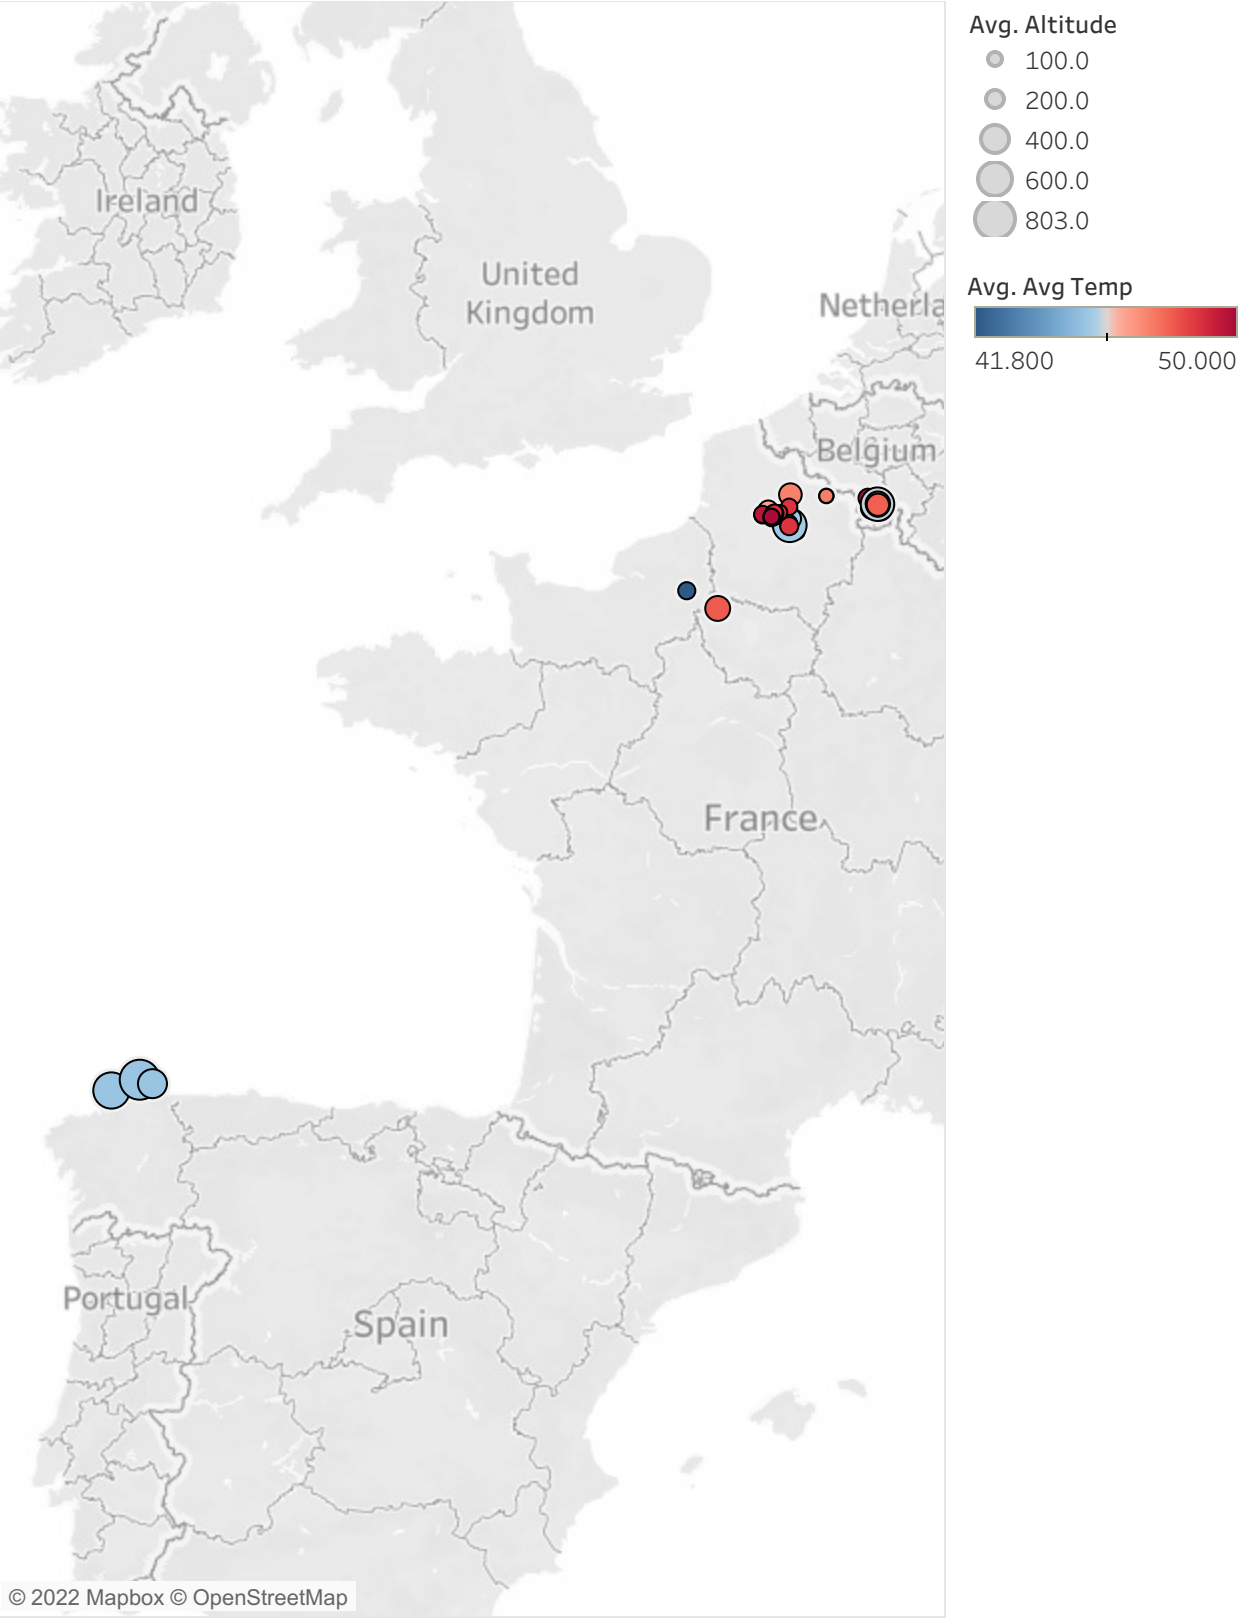 Avg. Altitude
100.0
200.0
400.0
600.0
803.0
Avg. Avg Temp
41.800 50.000
Ireland
United
Kingdom
Netherla
Belgium
France
Portugal
Spain
© 2022 Mapbox © OpenStreetMap